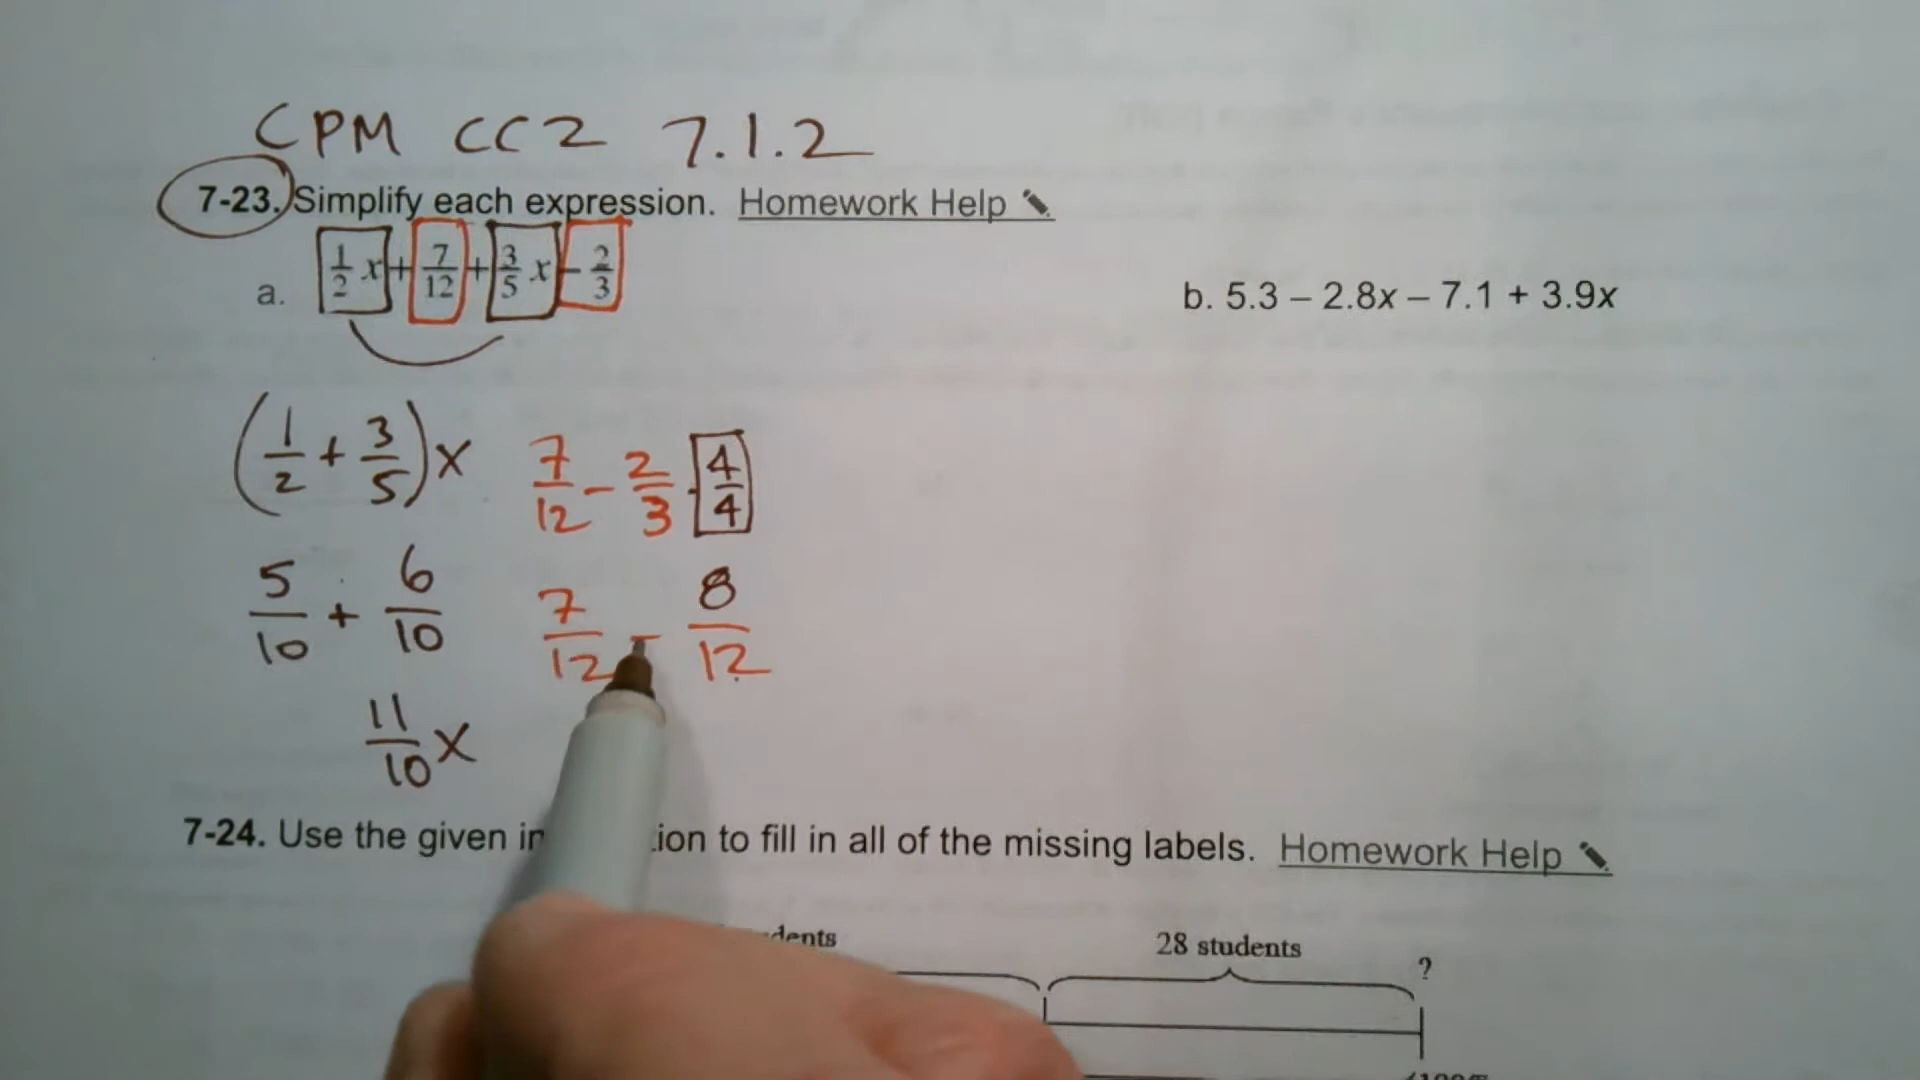 CPM CC2 7.1.2
7-23. Simplify each expression. Homework Help
a. 1/2 x + 7/12 + 3/5 x - 2/3
b. 5.3 – 2.8x – 7.1 + 3.9x
(1/2 + 3/5)x 7/12 - 2/3 · 4/4
5/10 + 6/10 7/12 - 8/12
11/10 x
7-24. Use the given to fill in all of the missing labels. Homework Help
28 students
?